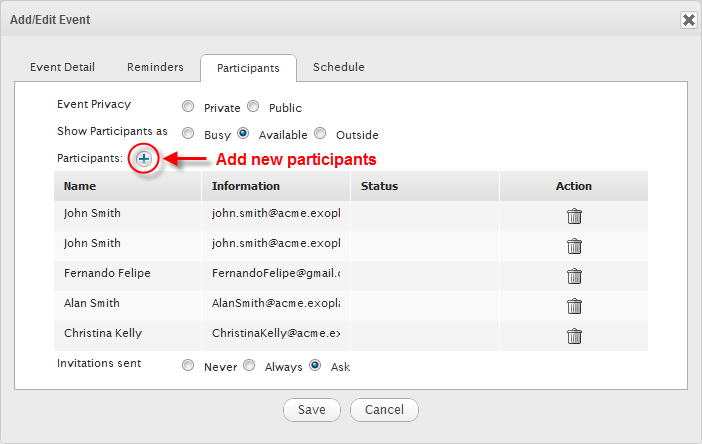 Add/Edit Event
Event Detail Reminders Participants Schedule
Event Privacy Private Public
Show Participants as Busy Available Outside
Participants: Add new participants
Name Information Status Action
John Smith john.smith@acme.exopl
John Smith john.smith@acme.exopl
Fernando Felipe FernandoFelipe@gmail.c
Alan Smith AlanSmith@acme.exopla
Christina Kelly ChristinaKelly@acme.ex
Invitations sent Never Always Ask
Save Cancel